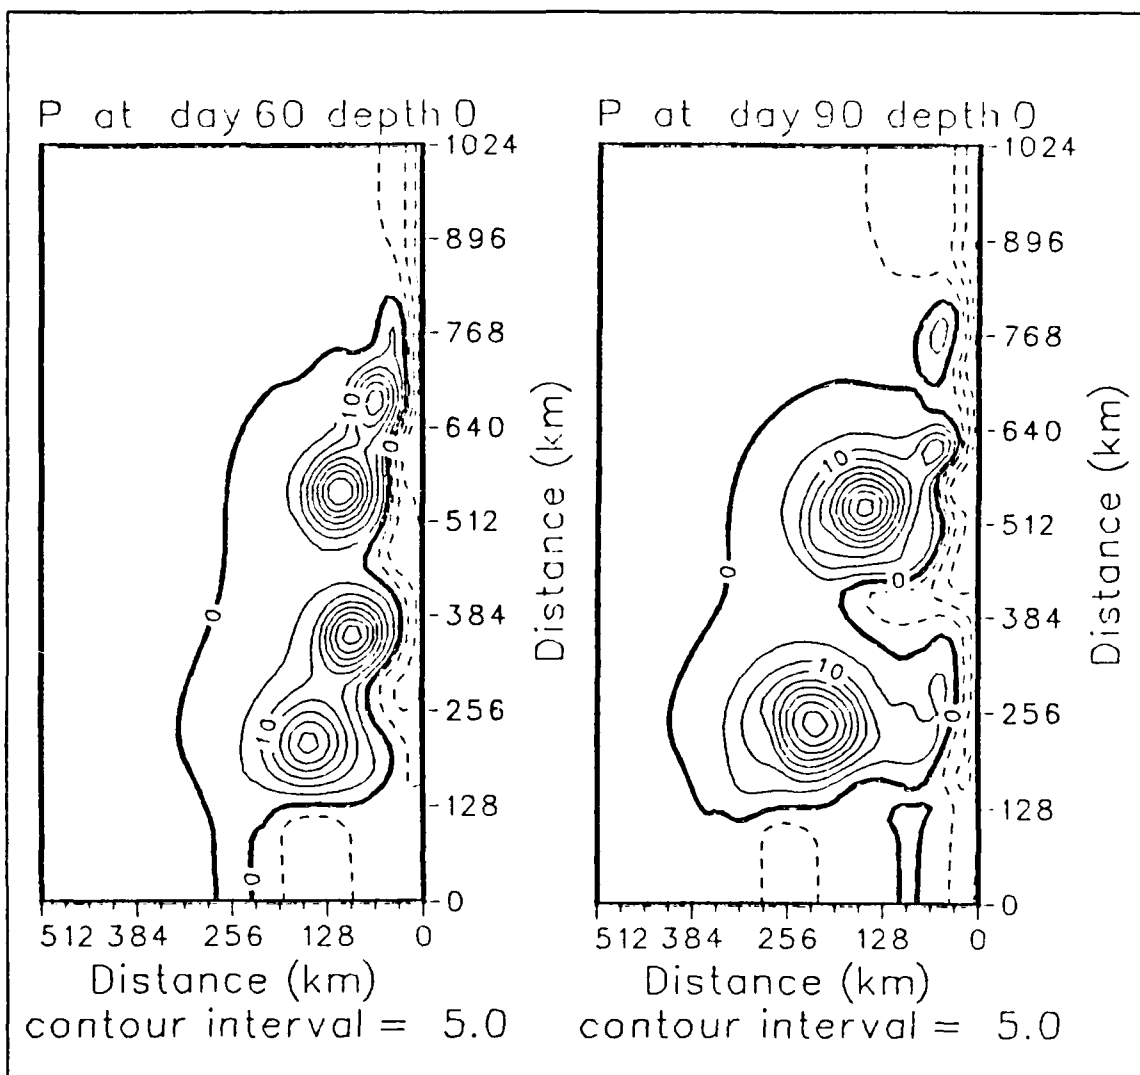 P at day 60 depth 0
1024
896
768
640
512
384
256
128
0
Distance (km)
10
0
10
0
0
512 384 256 128 0
Distance (km)
contour interval = 5.0
P at day 90 depth 0
1024
896
768
640
512
384
256
128
0
Distance (km)
10
0
0
10
0
512 384 256 128 0
Distance (km)
contour interval = 5.0